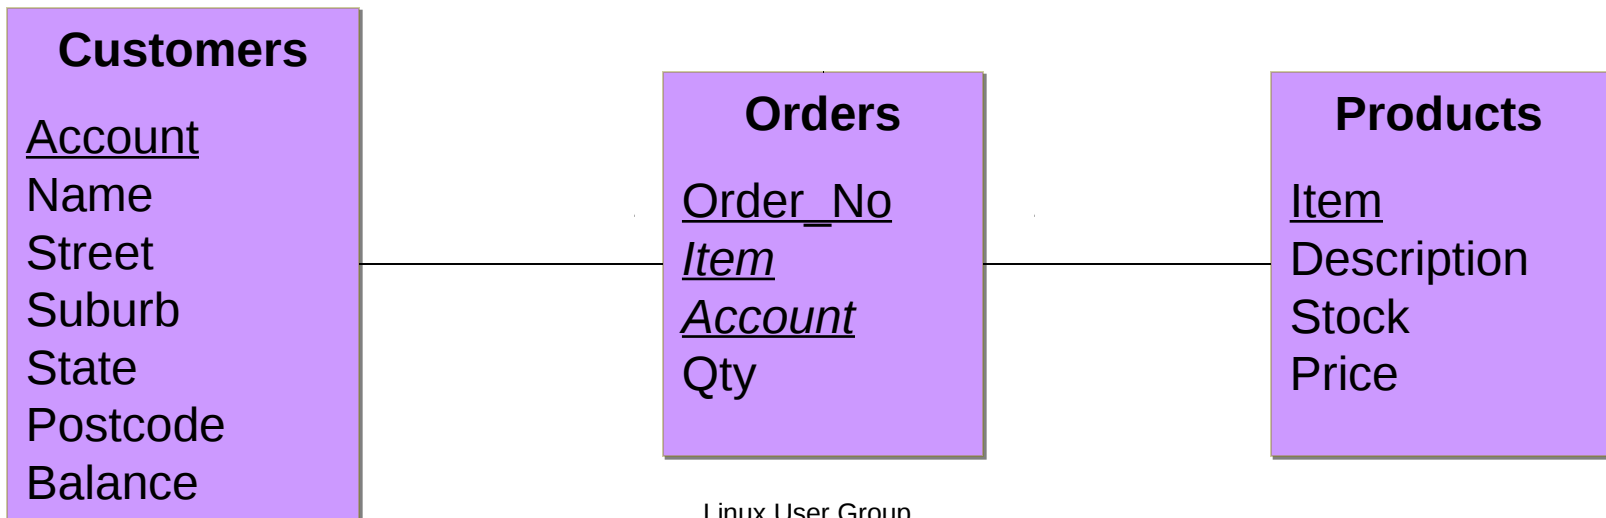 Customers
Account
Name
Street
Suburb
State
Postcode
Balance
Orders
Order_No
Item
Account
Qty
Products
Item
Description
Stock
Price
Linux User Group